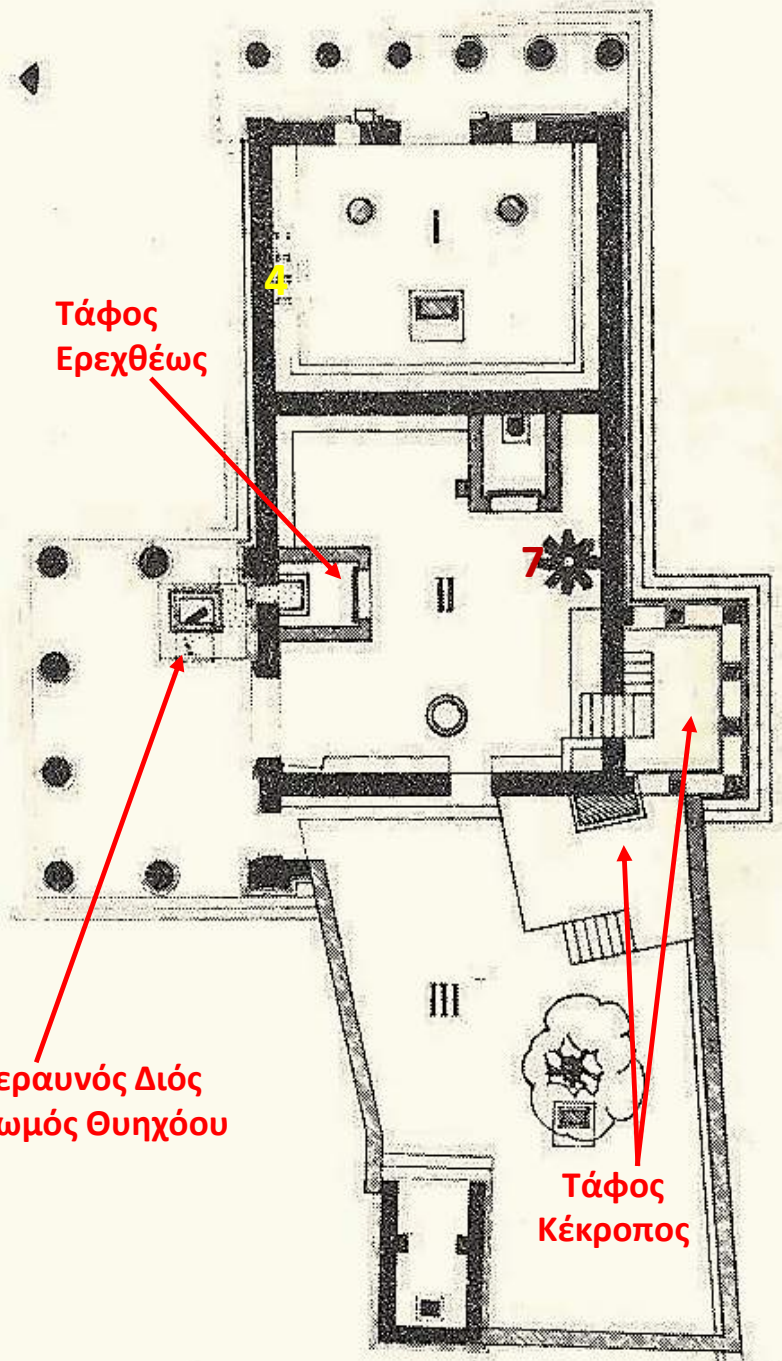 I
4
Τάφος
Ερεχθέως
7
II
III
εραυνός Διός
ωμός Θυηχόου
Τάφος
Κέκροπος